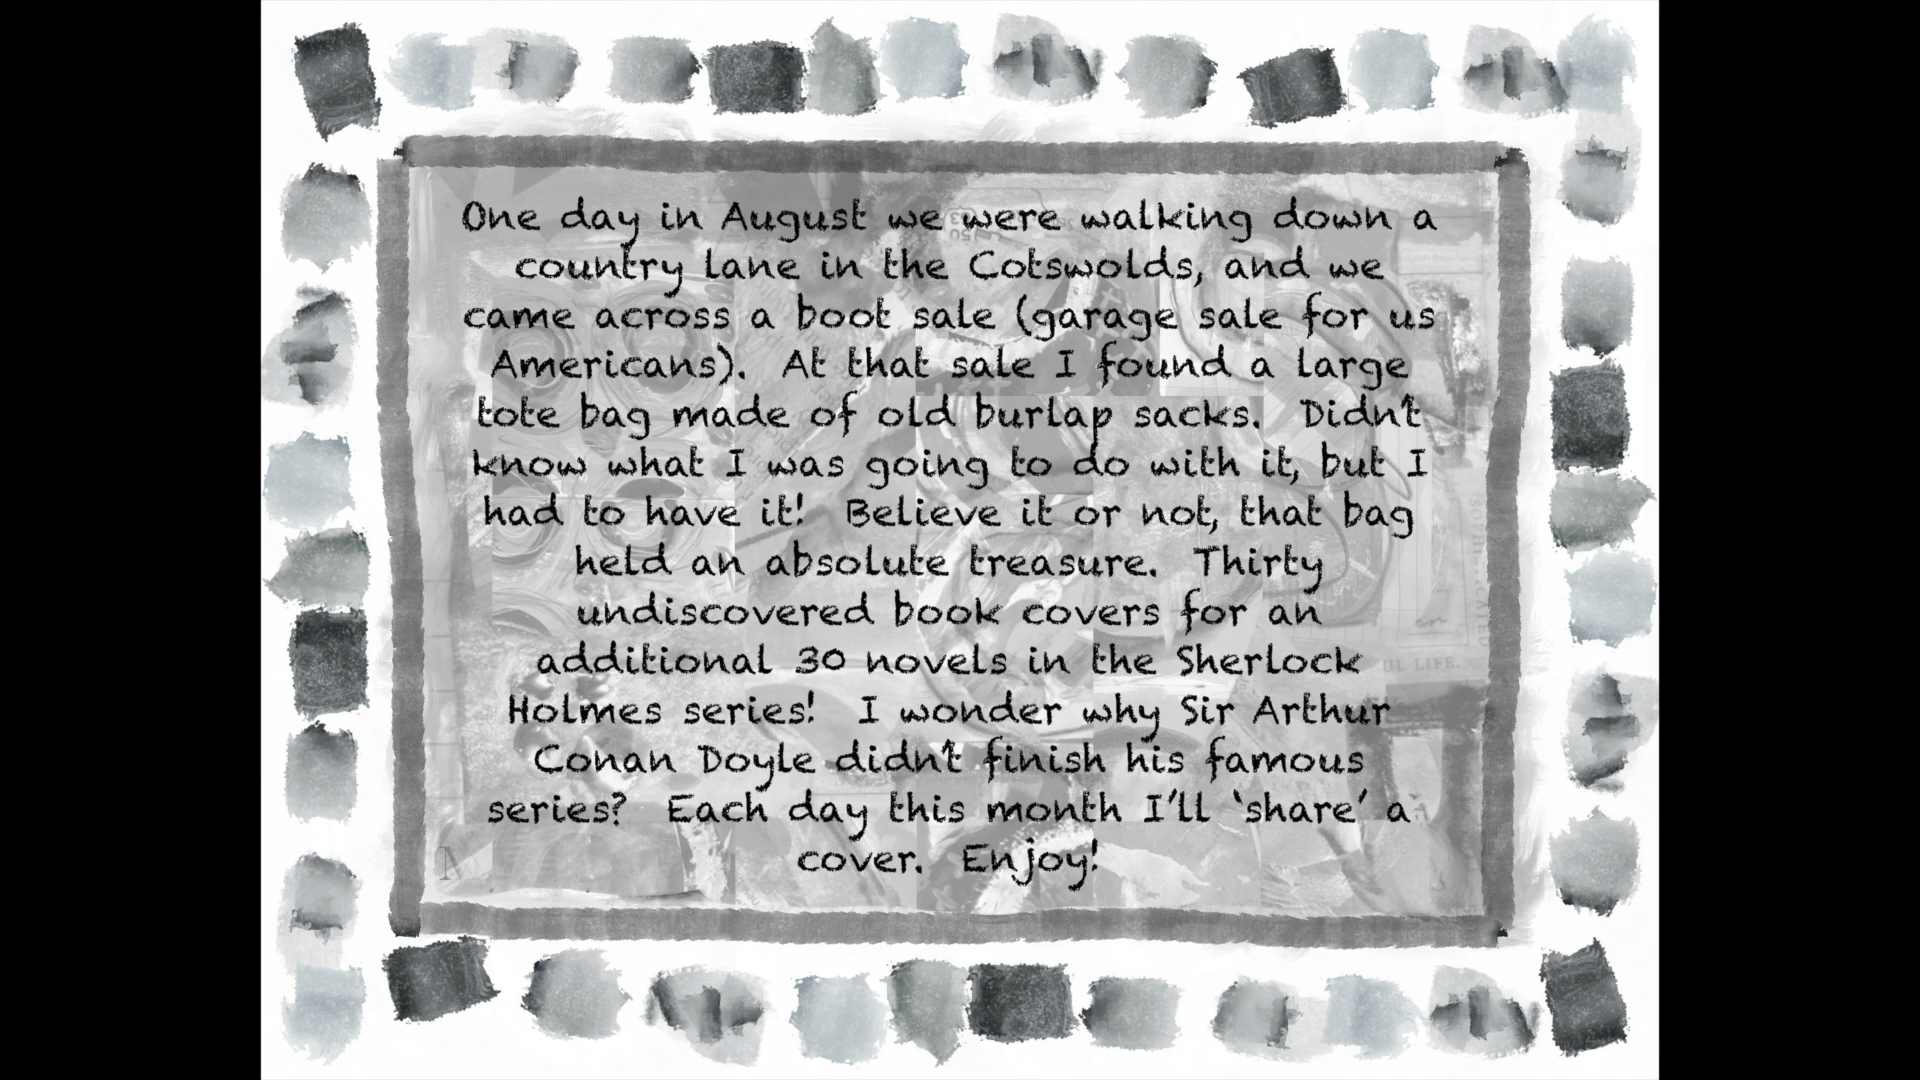 One day in August we were walking down a
country lane in the Cotswolds, and we
came across a boot sale (garage sale for us
Americans).  At that sale I found a large
tote bag made of old burlap sacks.  Didn't
know what I was going to do with it, but I
had to have it!  Believe it or not, that bag
held an absolute treasure.  Thirty
undiscovered book covers for an
additional 30 novels in the Sherlock
Holmes series!  I wonder why Sir Arthur
Conan Doyle didn't finish his famous
series?  Each day this month I'll 'share' a
cover.  Enjoy!